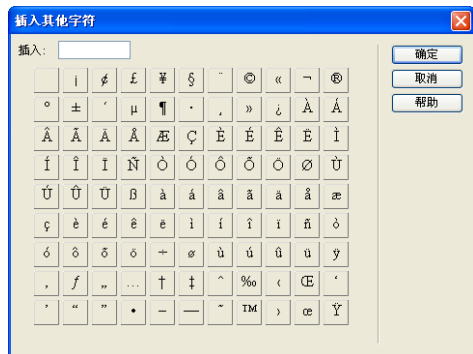 插入其他字符
插入:
确定
取消
帮助
¡ ¢ £ ¥ § ¨ © « ¬ ®
° ± ´ µ ¶ · ¸ » ¿ À Á
Â Ã Ä Å Æ Ç È É Ê Ë Ì
Í Î Ï Ñ Ò Ó Ô Õ Ö Ø Ù
Ú Û Ü ß à á â ã ä å æ
ç è é ê ë ì í î ï ñ ò
ó ô õ ö ÷ ø ù ú û ü ÿ
‚ ƒ „ … † ‡ ˆ ‰ ‹ Œ ‘
’ “ ” • – — ˜ ™ › œ Ÿ